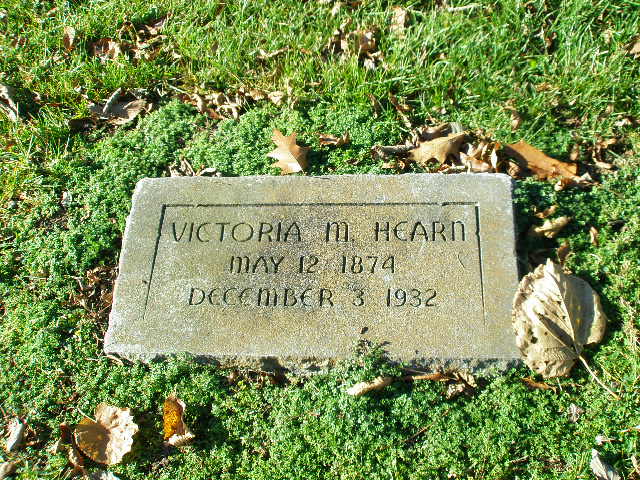 VICTORIA M. HEARN
MAY 12 1874
DECEMBER 3 1932